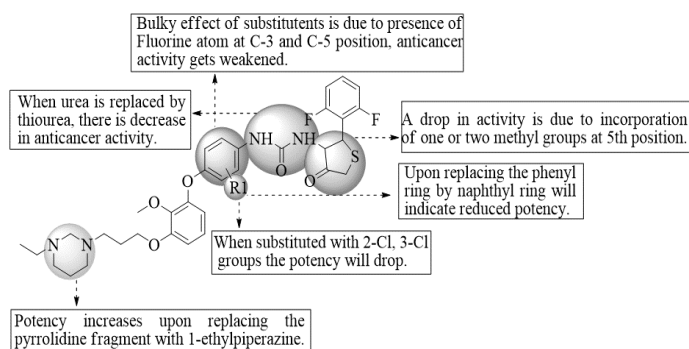 Bulky effect of substitutents is due to presence of
Fluorine atom at C-3 and C-5 position, anticancer
activity gets weakened.
When urea is replaced by
thiourea, there is decrease
in anticancer activity.
F
F
A drop in activity is due to incorporation
of one or two methyl groups at 5th position.
NH
NH
O
S
O
O
R1
Upon replacing the phenyl
ring by naphthyl ring will
indicate reduced potency.
O
O
N
N
When substituted with 2-Cl, 3-Cl
groups the potency will drop.
Potency increases upon replacing the
pyrrolidine fragment with 1-ethylpiperazine.